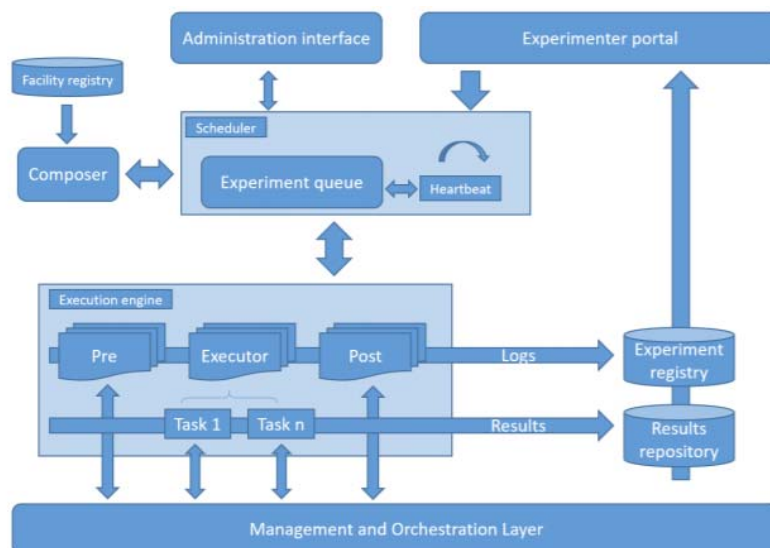 Administration interface
Experimenter portal
Facility registry
Scheduler
Composer
Experiment queue
Heartbeat
Execution engine
Pre
Executor
Post
Logs
Experiment
registry
Task 1
Task n
Results
Results
repository
Management and Orchestration Layer